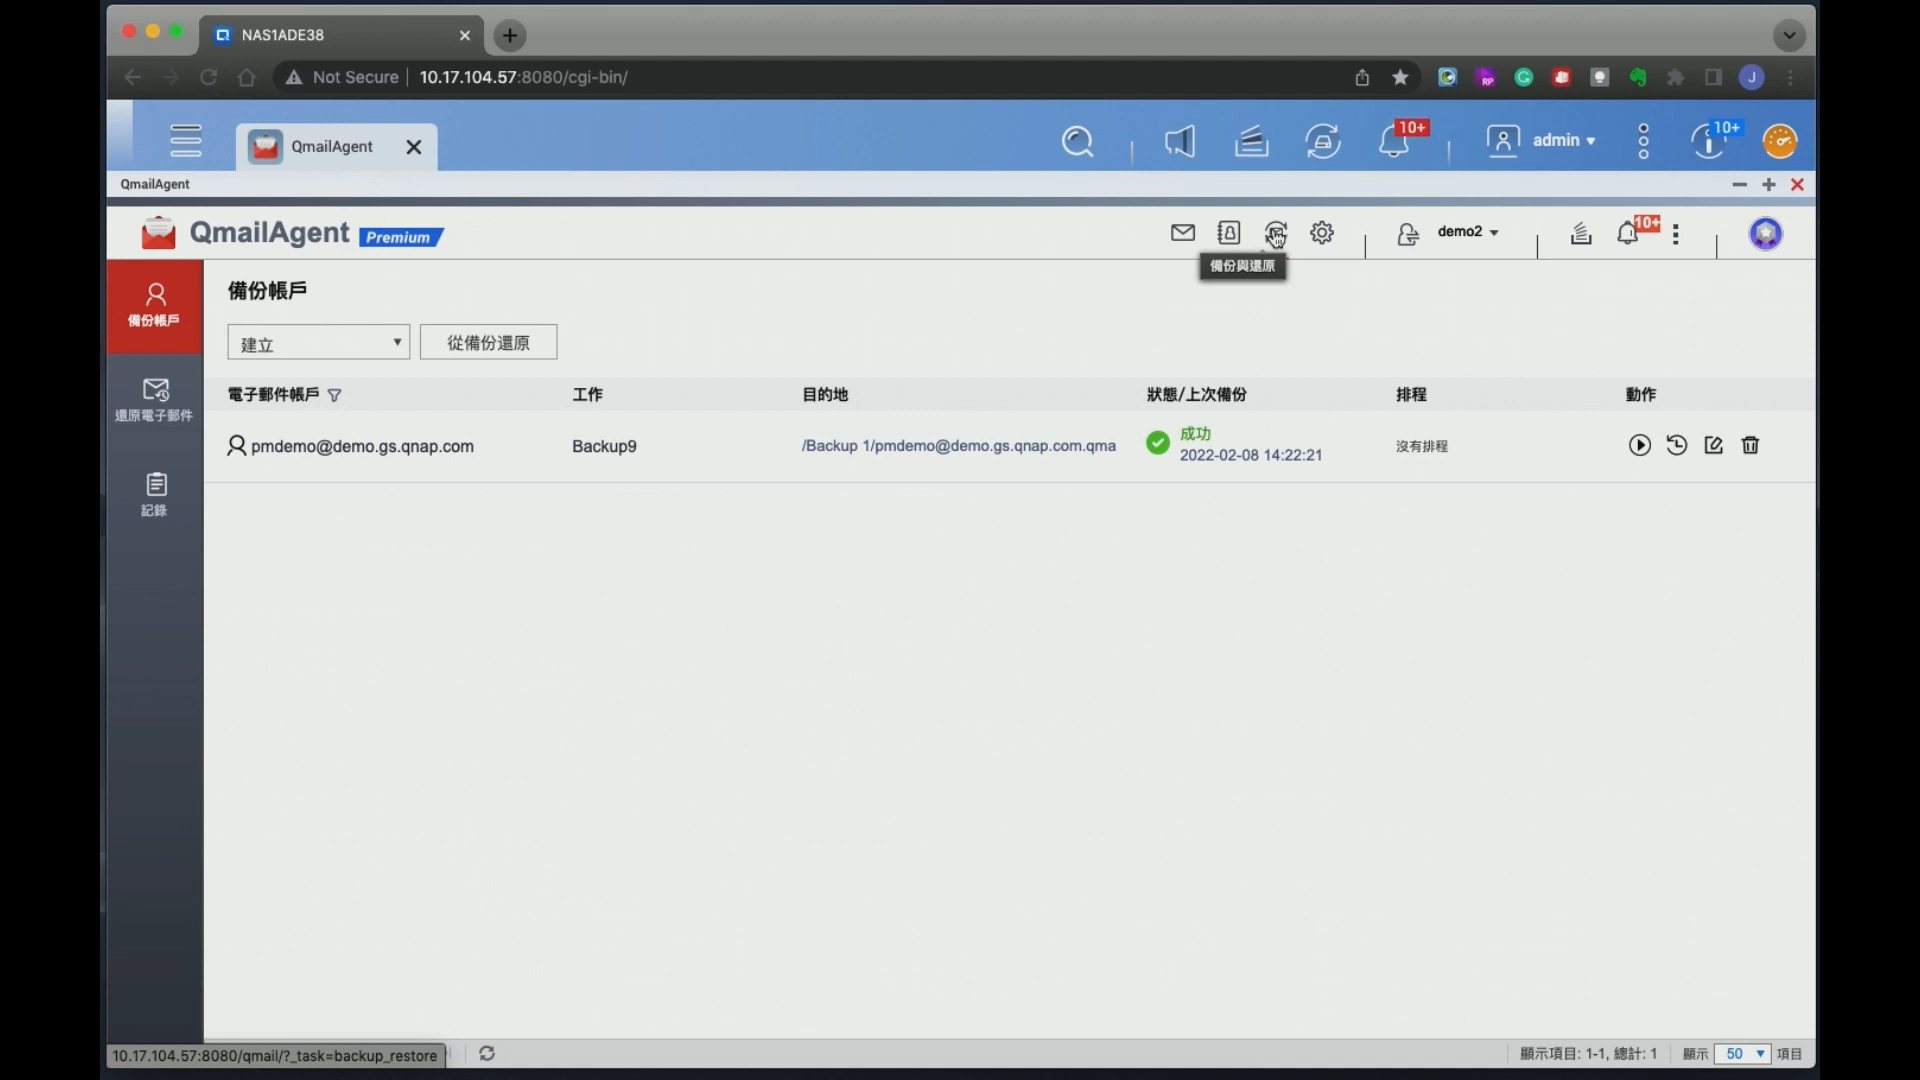 NAS1ADE38
Not Secure
10.17.104.57:8080/cgi-bin/
RP
J
QmailAgent
10+
admin
10+
QmailAgent
QmailAgent Premium
demo2
10+
備份與還原
備份帳戶
備份帳戶
建立
從備份還原
還原電子郵件
記錄
電子郵件帳戶 工作 目的地 狀態/上次備份 排程 動作
pmdemo@demo.gs.qnap.com Backup9 /Backup 1/pmdemo@demo.gs.qnap.com.qma 成功 沒有排程
2022-02-08 14:22:21
10.17.104.57:8080/qmail/?_task=backup_restore
顯示項目: 1-1, 總計: 1 顯示 50 項目